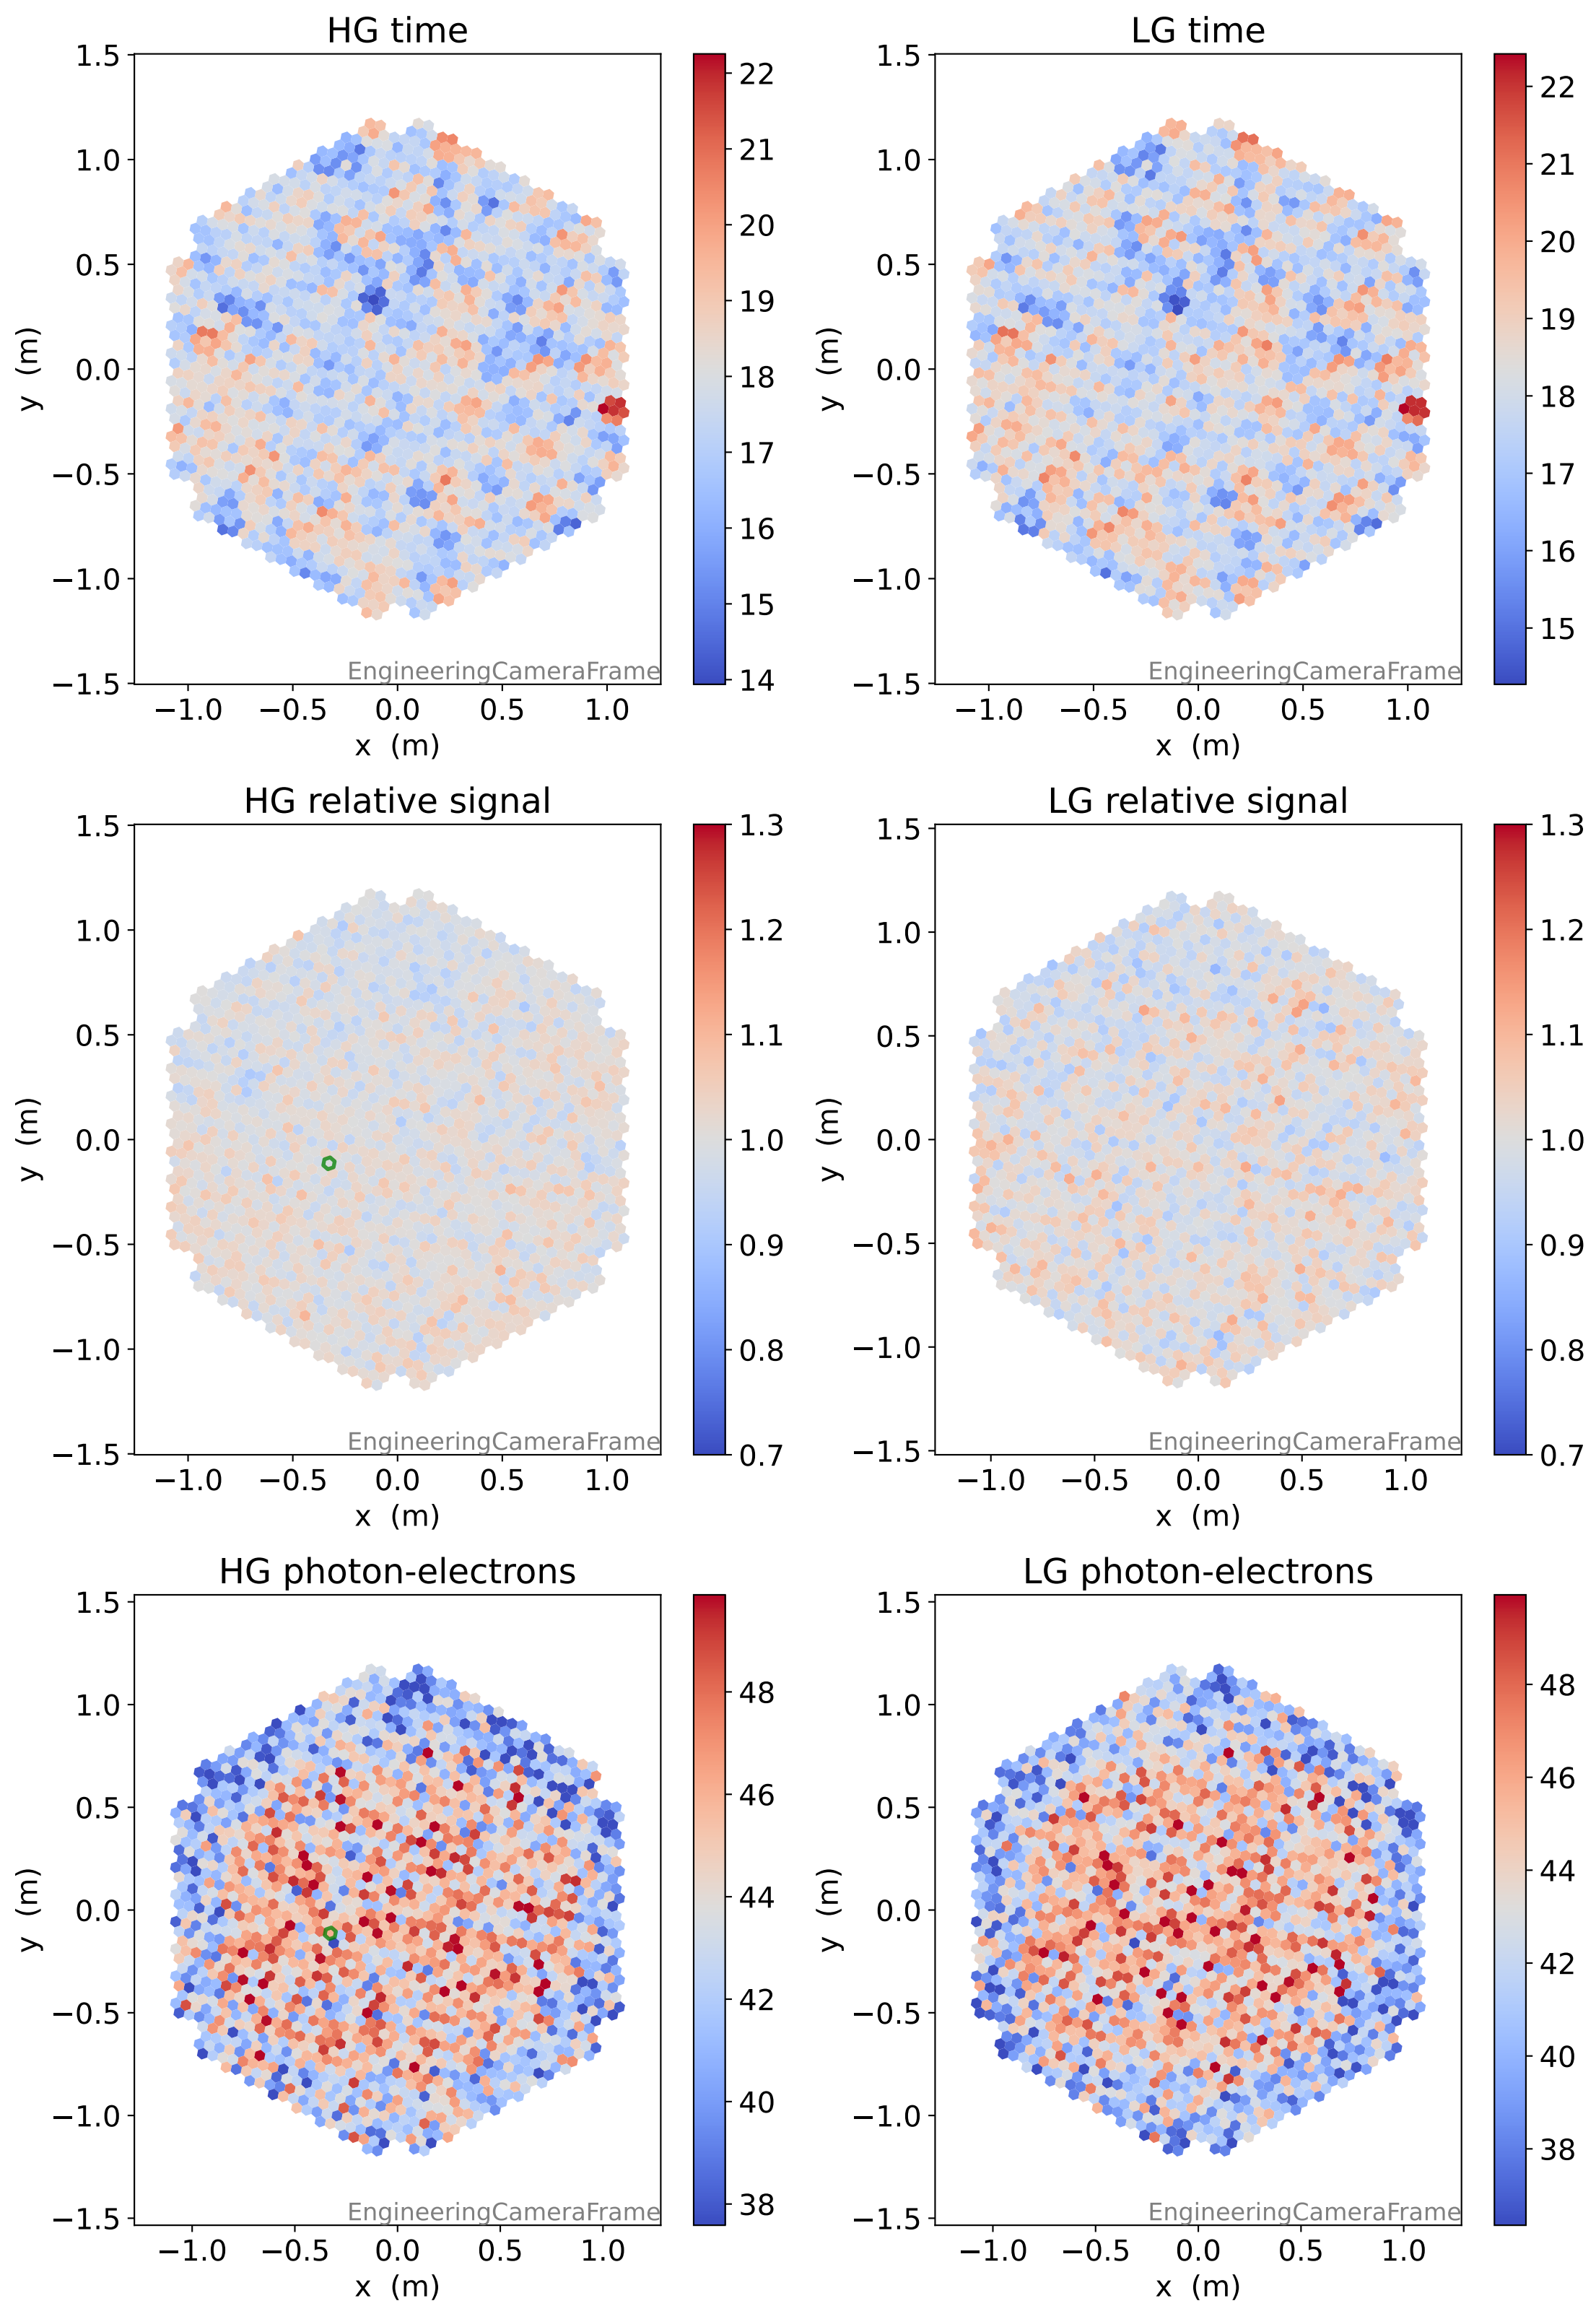 HG time
1.5
1.0
0.5
0.0
−0.5
−1.0
−1.5
y (m)
−1.0 −0.5 0.0 0.5 1.0
x (m)
EngineeringCameraFrame
22
21
20
19
18
17
16
15
14
LG time
1.5
1.0
0.5
0.0
−0.5
−1.0
−1.5
y (m)
−1.0 −0.5 0.0 0.5 1.0
x (m)
EngineeringCameraFrame
22
21
20
19
18
17
16
15
HG relative signal
1.5
1.0
0.5
0.0
−0.5
−1.0
−1.5
y (m)
−1.0 −0.5 0.0 0.5 1.0
x (m)
EngineeringCameraFrame
1.3
1.2
1.1
1.0
0.9
0.8
0.7
LG relative signal
1.5
1.0
0.5
0.0
−0.5
−1.0
−1.5
y (m)
−1.0 −0.5 0.0 0.5 1.0
x (m)
EngineeringCameraFrame
1.3
1.2
1.1
1.0
0.9
0.8
0.7
HG photon-electrons
1.5
1.0
0.5
0.0
−0.5
−1.0
−1.5
y (m)
−1.0 −0.5 0.0 0.5 1.0
x (m)
EngineeringCameraFrame
48
46
44
42
40
38
LG photon-electrons
1.5
1.0
0.5
0.0
−0.5
−1.0
−1.5
y (m)
−1.0 −0.5 0.0 0.5 1.0
x (m)
EngineeringCameraFrame
48
46
44
42
40
38